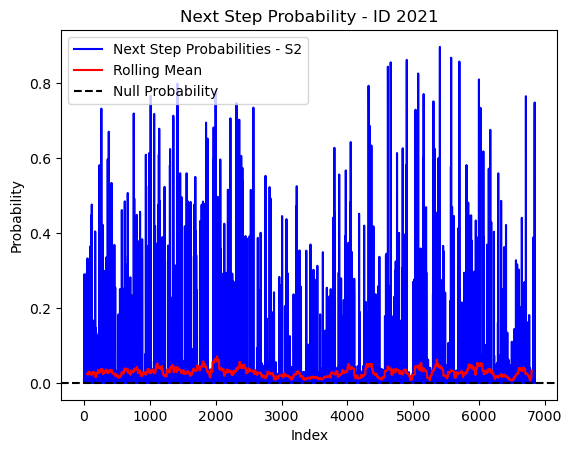 Next Step Probability - ID 2021
Next Step Probabilities - S2
Rolling Mean
Null Probability
Probability
0.8
0.6
0.4
0.2
0.0
0
1000
2000
3000
4000
5000
6000
7000
Index